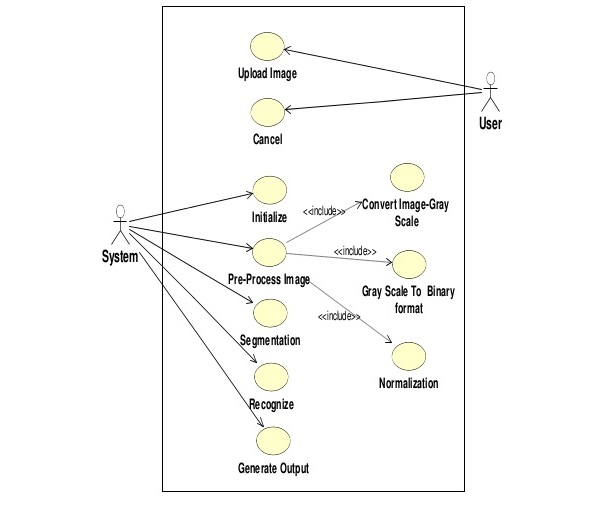 Upload Image
User
Cancel
Initialize
<<include>>
Convert Image-Gray
Scale
System
Pre-Process Image
<<include>>
Gray Scale To Binary
format
Segmentation
<<include>>
Normalization
Recognize
Generate Output